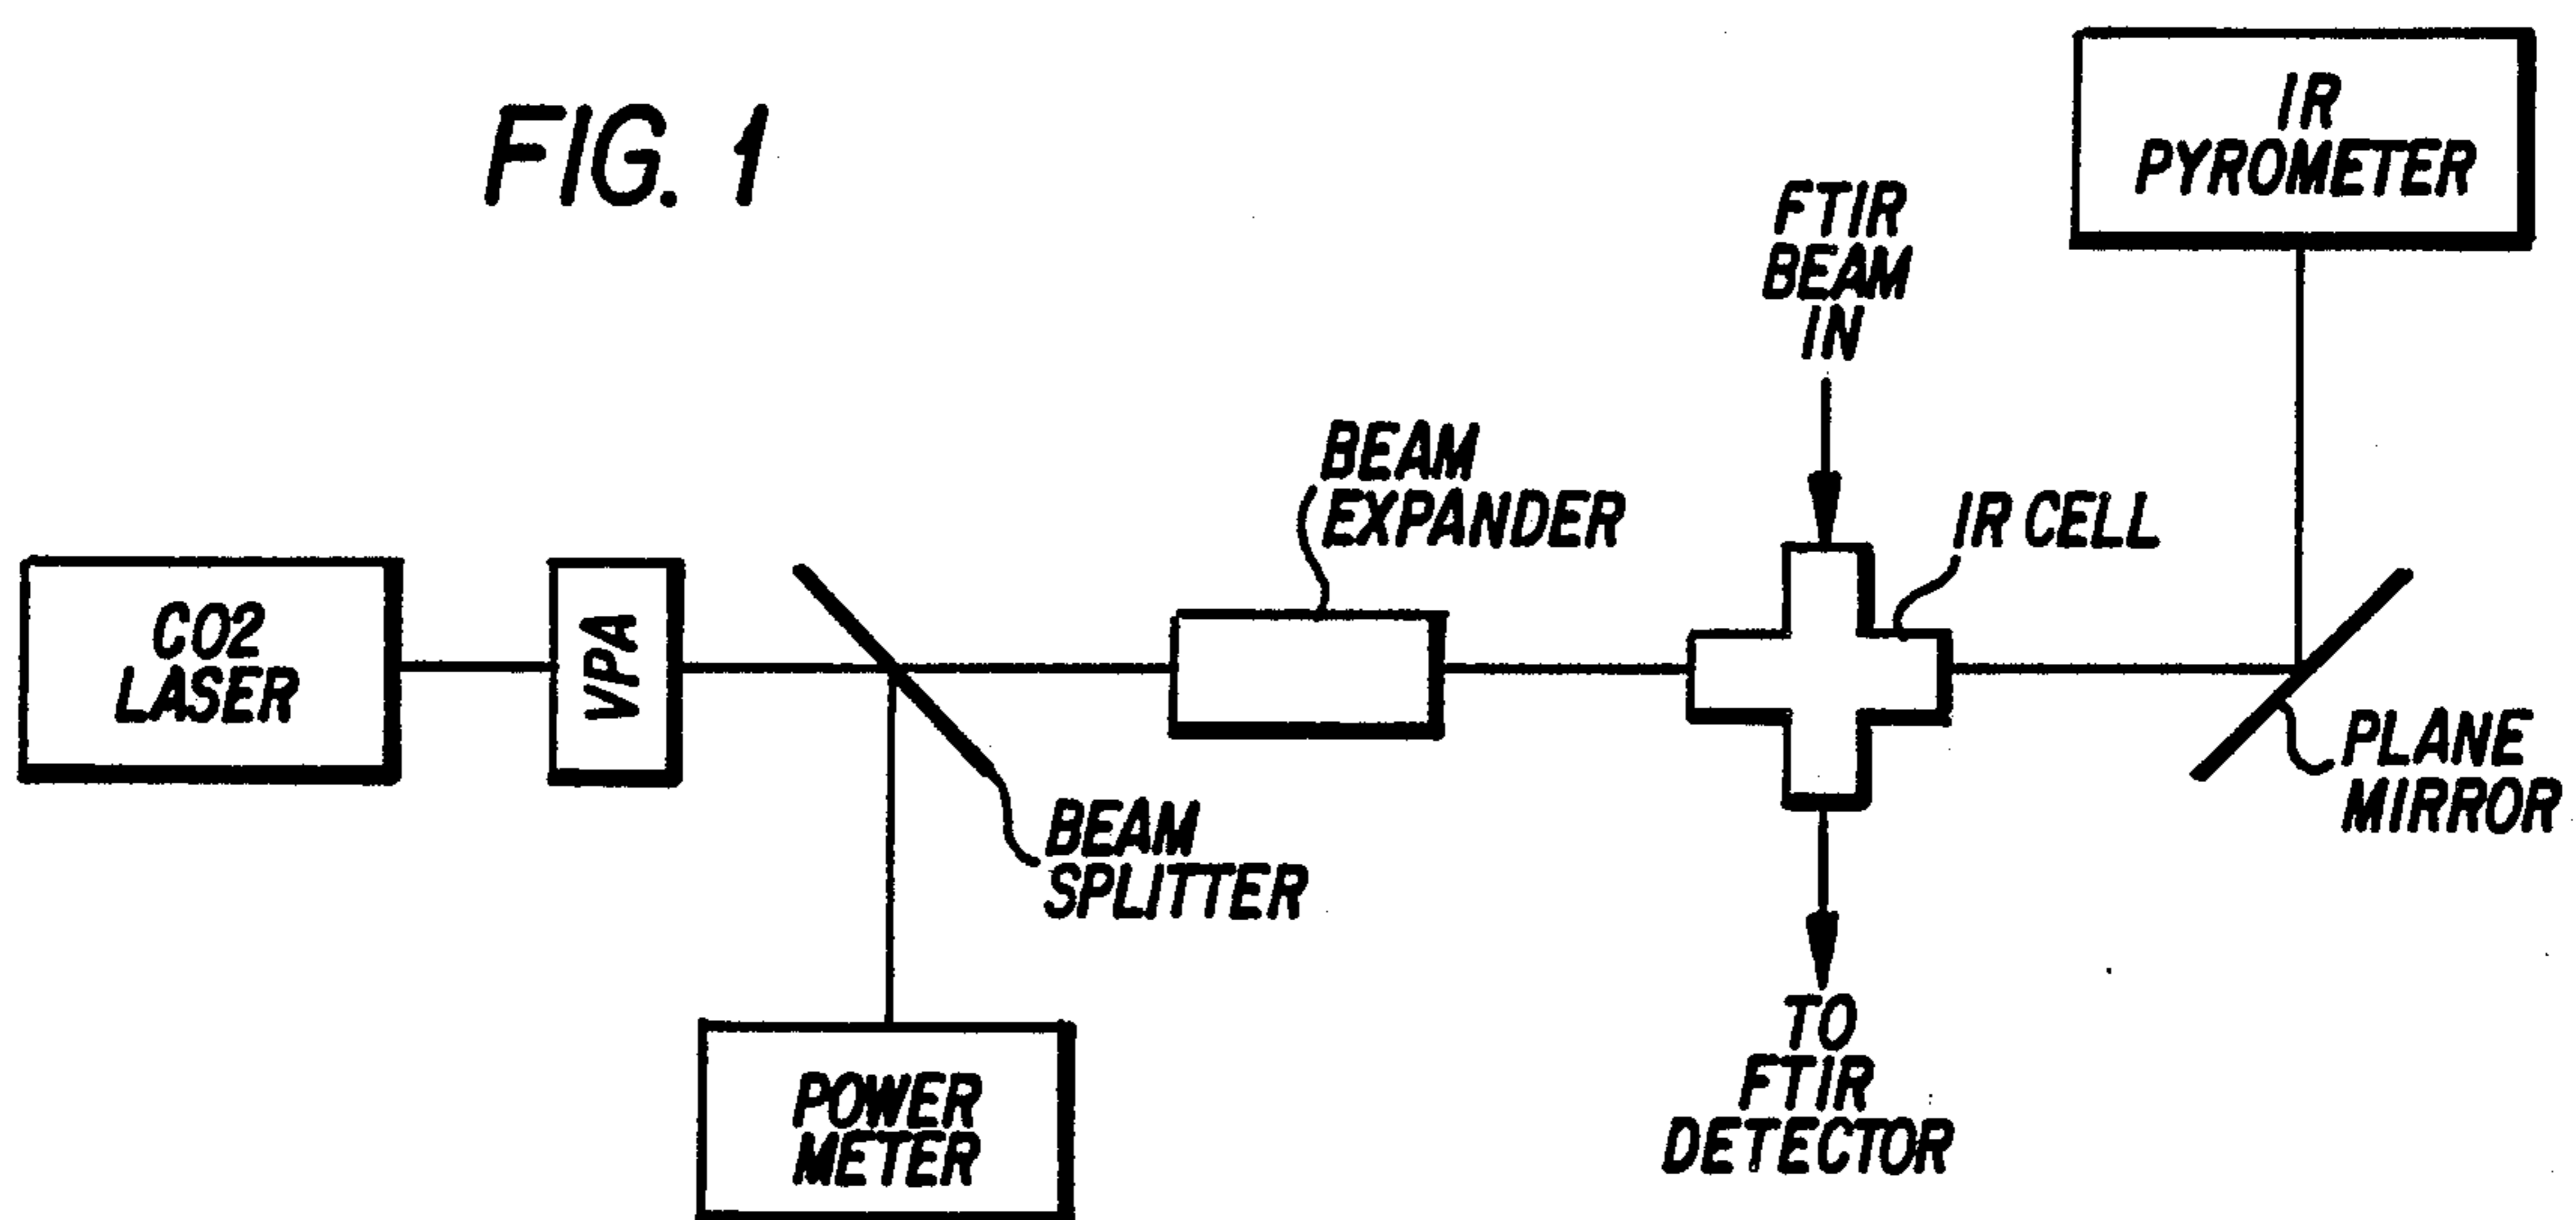 FIG. 1
IR
PYROMETER
FTIR
BEAM
IN
BEAM
EXPANDER
IR CELL
CO2
LASER
VPA
PLANE
MIRROR
BEAM
SPLITTER
POWER
METER
TO
FTIR
DETECTOR